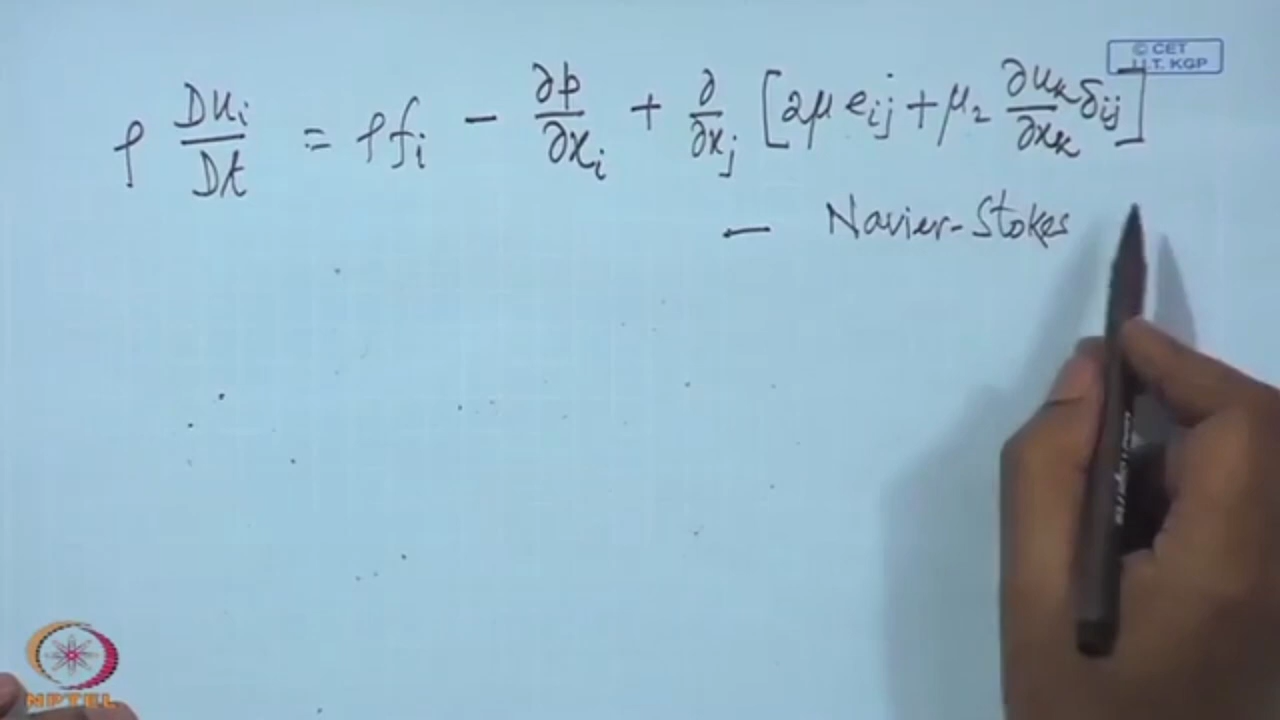 © CET
I.I.T. KGP
ρ Du_i/Dt = ρf_i - ∂p/∂x_i + ∂/∂x_j [2μ e_ij + μ_2 ∂u_k/∂x_k δ_ij]
— Navier-Stokes
NPTEL